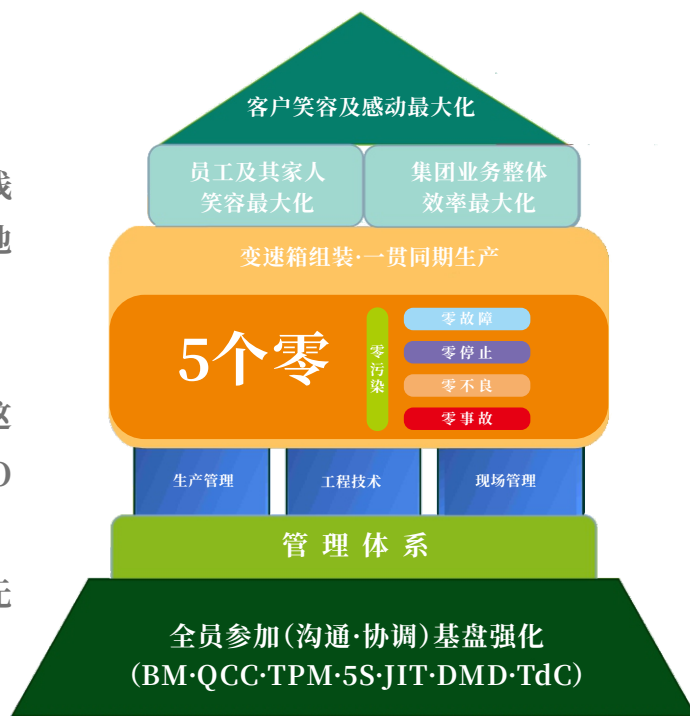 客户笑容及感动最大化
员工及其家人
笑容最大化
集团业务整体
效率最大化
变速箱组装·一贯同期生产
5个零
零污染
零故障
零停止
零不良
零事故
生产管理
工程技术
现场管理
管理体系
全员参加(沟通·协调)基盘强化
(BM·QCC·TPM·5S·JIT·DMD·TdC)